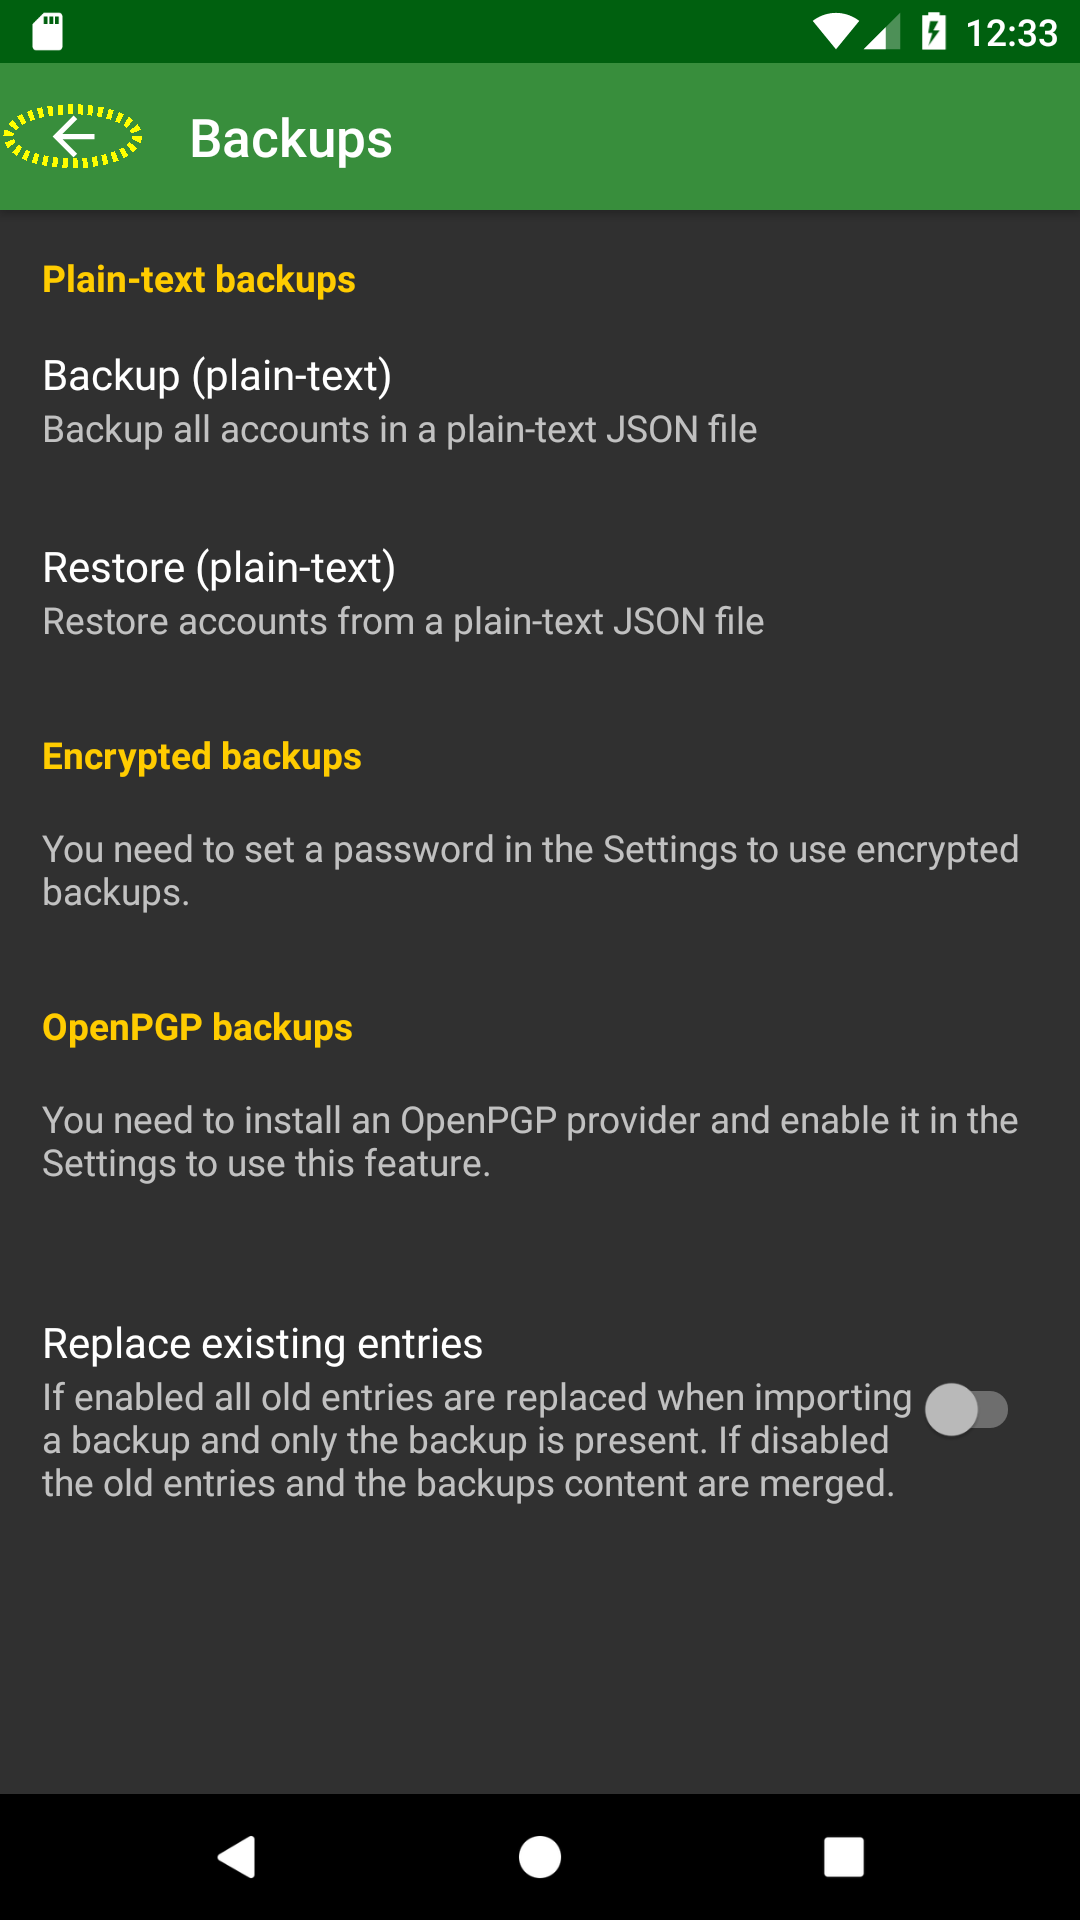 12:33
Backups
Plain-text backups
Backup (plain-text)
Backup all accounts in a plain-text JSON file
Restore (plain-text)
Restore accounts from a plain-text JSON file
Encrypted backups
You need to set a password in the Settings to use encrypted
backups.
OpenPGP backups
You need to install an OpenPGP provider and enable it in the
Settings to use this feature.
Replace existing entries
If enabled all old entries are replaced when importing
a backup and only the backup is present. If disabled
the old entries and the backups content are merged.